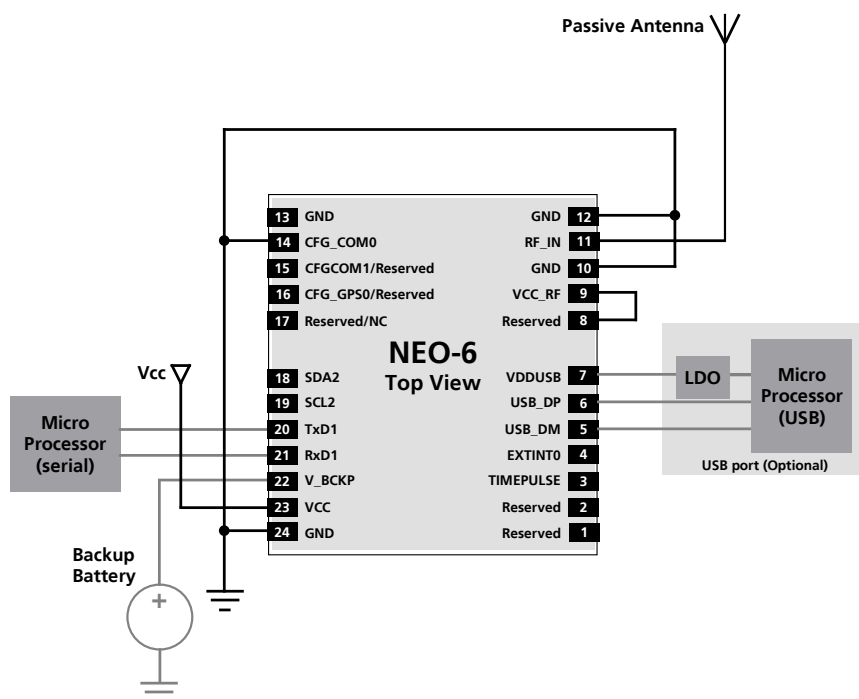 Passive Antenna
13 GND
GND 12
14 CFG_COM0
RF_IN 11
15 CFGCOM1/Reserved
GND 10
16 CFG_GPS0/Reserved
VCC_RF 9
17 Reserved/NC
Reserved 8
NEO-6
Top View
Vcc
18 SDA2
VDDUSB 7
19 SCL2
USB_DP 6
20 TxD1
USB_DM 5
21 RxD1
EXTINT0 4
22 V_BCKP
TIMEPULSE 3
23 VCC
Reserved 2
24 GND
Reserved 1
LDO
Micro
Processor
(USB)
USB port (Optional)
Micro
Processor
(serial)
Backup
Battery
+